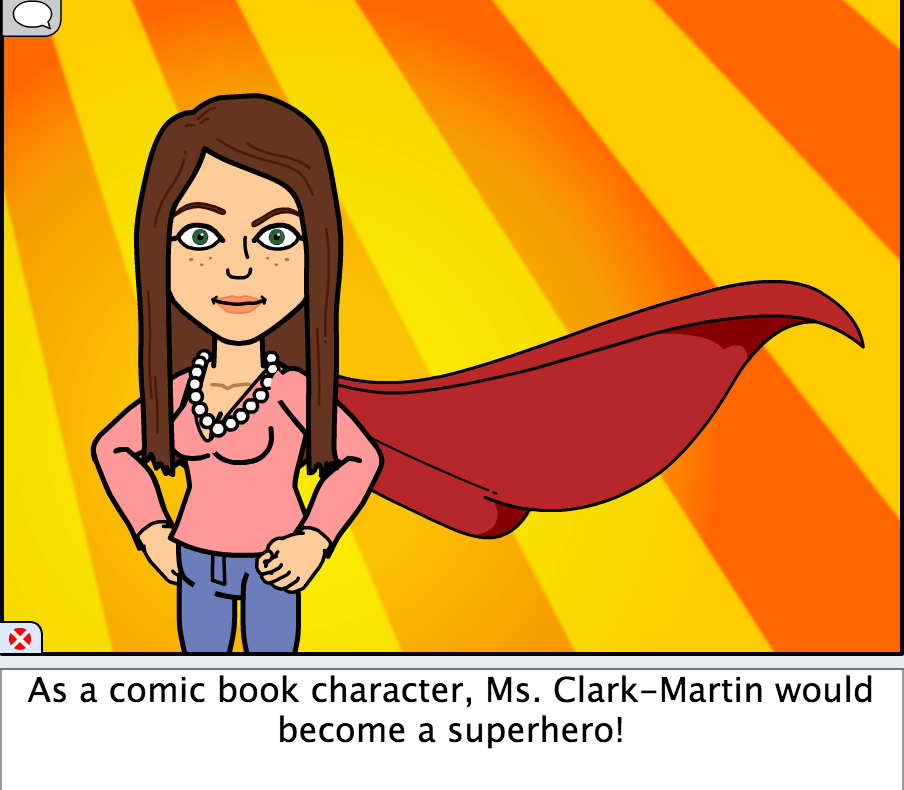 As a comic book character, Ms. Clark-Martin would
become a superhero!